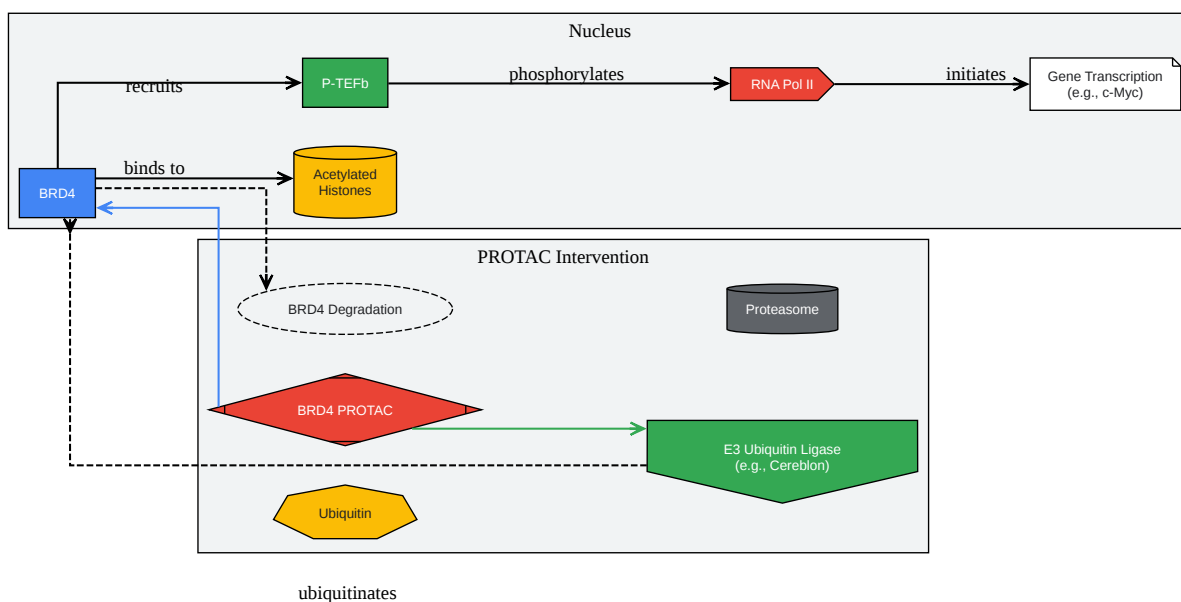 Nucleus
recruits
P-TEFb
phosphorylates
RNA Pol II
initiates
Gene Transcription
(e.g., c-Myc)
BRD4
binds to
Acetylated
Histones
PROTAC Intervention
BRD4 Degradation
Proteasome
BRD4 PROTAC
E3 Ubiquitin Ligase
(e.g., Cereblon)
Ubiquitin
ubiquitinates